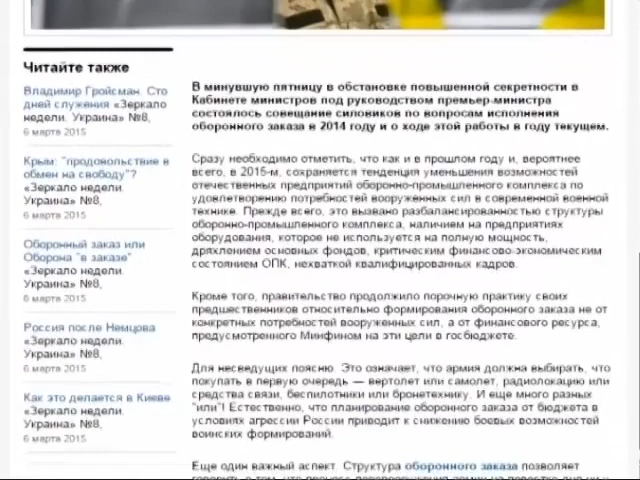 Читайте также
Владимир Гройсман. Сто
дней служения «Зеркало
недели. Украина» №8,
6 марта 2015
Крым: "продовольствие в
обмен на свободу"?
«Зеркало недели.
Украина» №8,
6 марта 2015
Оборонный заказ или
Оборона "в заказе"
«Зеркало недели.
Украина» №8,
6 марта 2015
Россия после Немцова
«Зеркало недели.
Украина» №8,
6 марта 2015
Как это делается в Киеве
«Зеркало недели.
Украина» №8,
6 марта 2015
В минувшую пятницу в обстановке повышенной секретности в
Кабинете министров под руководством премьер-министра
состоялось совещание силовиков по вопросам исполнения
оборонного заказа в 2014 году и о ходе этой работы в году текущем.
Сразу необходимо отметить, что как и в прошлом году и, вероятнее
всего, в 2015-м, сохраняется тенденция уменьшения возможностей
отечественных предприятий оборонно-промышленного комплекса по
удовлетворению потребностей вооруженных сил в современной военной
технике. Прежде всего, это вызвано разбалансированностью структуры
оборонно-промышленного комплекса, наличием на предприятиях
оборудования, которое не используется на полную мощность,
дряхлением основных фондов, критическим финансово-экономическим
состоянием ОПК, нехваткой квалифицированных кадров.
Кроме того, правительство продолжило порочную практику своих
предшественников относительно формирования оборонного заказа не от
конкретных потребностей вооруженных сил, а от финансового ресурса,
предусмотренного Минфином на эти цели в госбюджете.
Для несведущих поясню. Это означает, что армия должна выбирать, что
покупать в первую очередь — вертолет или самолет, радиолокацию или
средства связи, беспилотники или бронетехнику. И еще много разных
"или"! Естественно, что планирование оборонного заказа от бюджета в
условиях агрессии России приводит к снижению боевых возможностей
воинских формирований.
Еще один важный аспект. Структура оборонного заказа позволяет